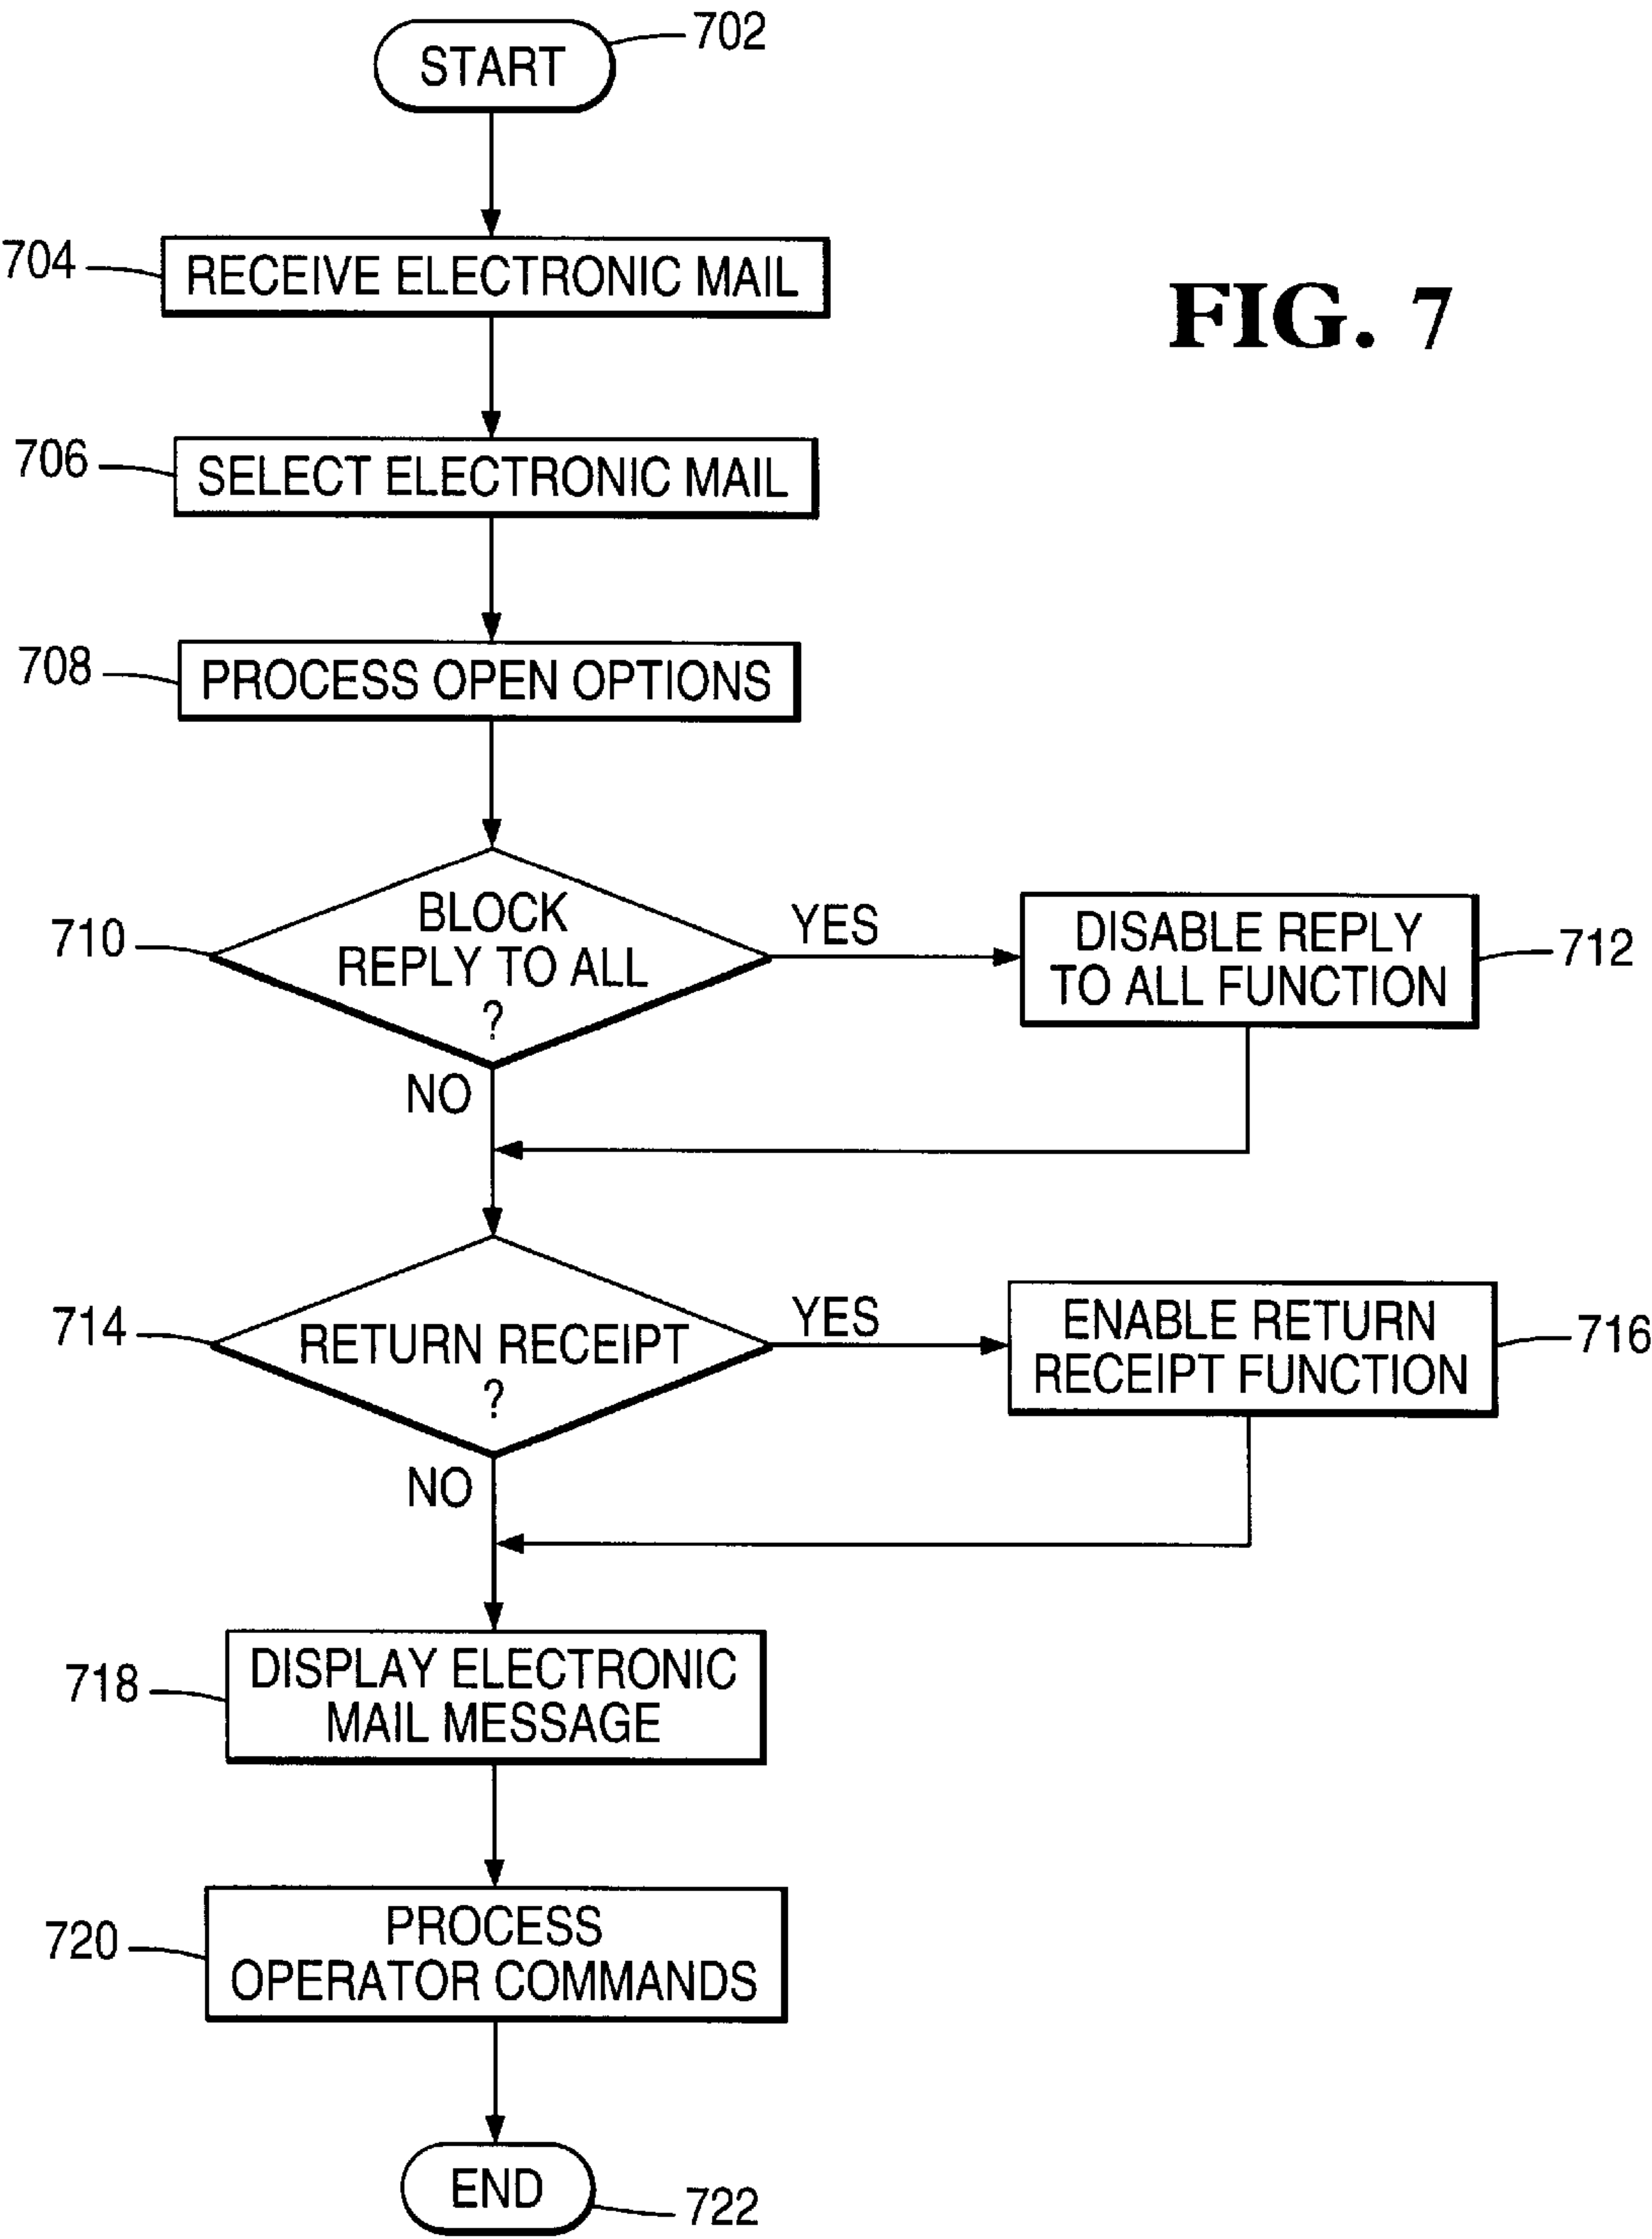 START
702
704
RECEIVE ELECTRONIC MAIL
FIG. 7
706
SELECT ELECTRONIC MAIL
708
PROCESS OPEN OPTIONS
710
BLOCK
REPLY TO ALL
?
YES
DISABLE REPLY
TO ALL FUNCTION
712
NO
714
RETURN RECEIPT
?
YES
ENABLE RETURN
RECEIPT FUNCTION
716
NO
718
DISPLAY ELECTRONIC
MAIL MESSAGE
720
PROCESS
OPERATOR COMMANDS
END
722